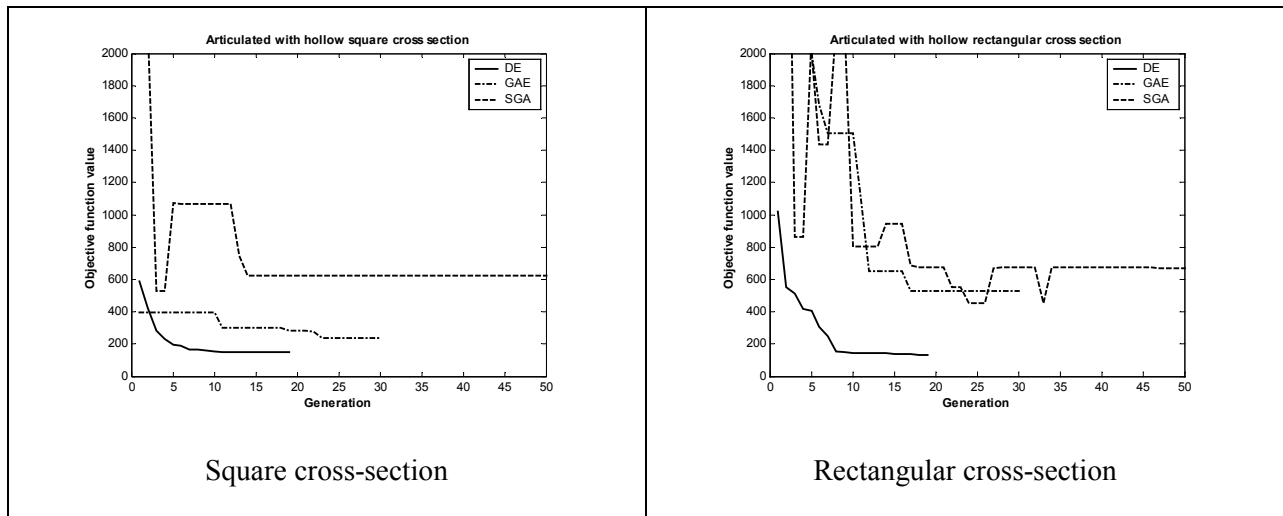 Articulated with hollow square cross section
2000
1800
1600
1400
1200
1000
800
600
400
200
0
Objective function value
DE
GAE
SGA
0 5 10 15 20 25 30 35 40 45 50
Generation
Square cross-section
Articulated with hollow rectangular cross section
2000
1800
1600
1400
1200
1000
800
600
400
200
0
Objective function value
DE
GAE
SGA
0 5 10 15 20 25 30 35 40 45 50
Generation
Rectangular cross-section